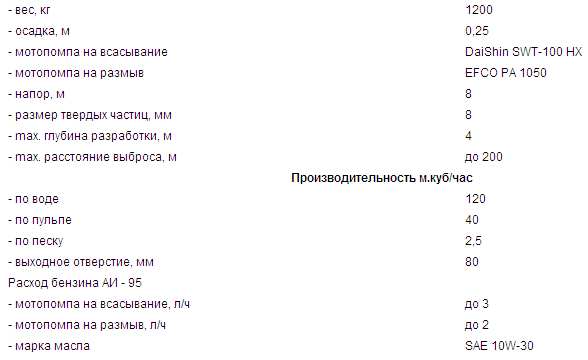 - вес, кг 1200
- осадка, м 0,25
- мотопомпа на всасывание DaiShin SWT-100 HX
- мотопомпа на размыв EFCO PA 1050
- напор, м 8
- размер твердых частиц, мм 8
- max. глубина разработки, м 4
- max. расстояние выброса, м до 200
Производительность м.куб/час
- по воде 120
- по пульпе 40
- по песку 2,5
- выходное отверстие, мм 80
Расход бензина АИ - 95
- мотопомпа на всасывание, л/ч до 3
- мотопомпа на размыв, л/ч до 2
- марка масла SAE 10W-30